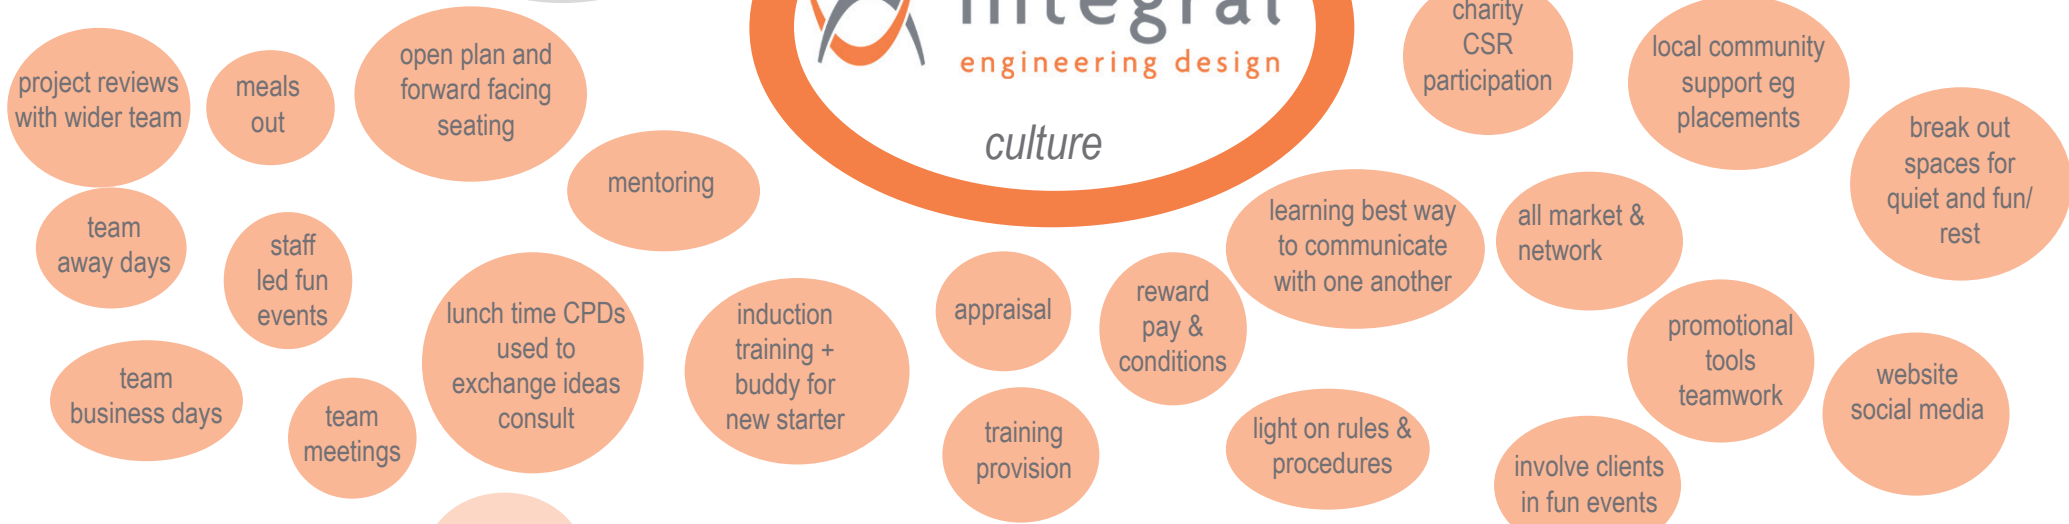 integral
engineering design
culture
project reviews
with wider team
meals
out
open plan and
forward facing
seating
mentoring
charity
CSR
participation
local community
support eg
placements
break out
spaces for
quiet and fun/
rest
team
away days
staff
led fun
events
lunch time CPDs
used to
exchange ideas
consult
induction
training +
buddy for
new starter
appraisal
reward
pay &
conditions
learning best way
to communicate
with one another
all market &
network
promotional
tools
teamwork
website
social media
team
business days
team
meetings
training
provision
light on rules &
procedures
involve clients
in fun events